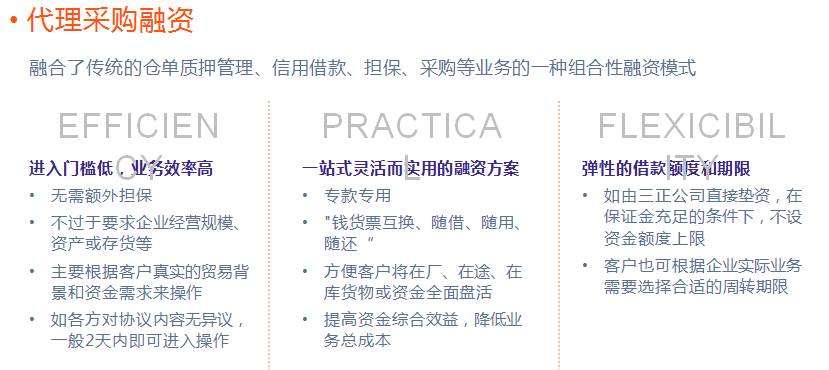 • 代理采购融资
融合了传统的仓单质押管理、信用借款、担保、采购等业务的一种组合性融资模式
EFFICIEN
CY
进入门槛低，业务效率高
• 无需额外担保
• 不过于要求企业经营规模、
资产或存货等
• 主要根据客户真实的贸易背
景和资金需求来操作
• 如各方对协议内容无异议，
一般2天内即可进入操作
PRACTICA
L
一站式灵活而实用的融资方案
• 专款专用
• "钱货票互换、随借、随用、
随还“
• 方便客户将在厂、在途、在
库货物或资金全面盘活
• 提高资金综合效益，降低业
务总成本
FLEXICIBIL
ITY
弹性的借款额度和期限
• 如由三正公司直接垫资，在
保证金充足的条件下，不设
资金额度上限
• 客户也可根据企业实际业务
需要选择合适的周转期限